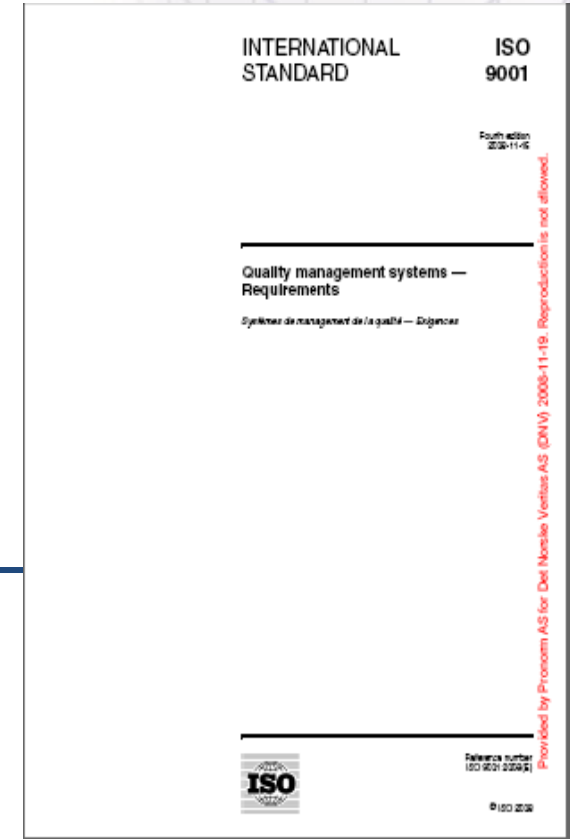 INTERNATIONAL
STANDARD
ISO
9001
Fourth edition
2008-11-15
Quality management systems —
Requirements
Systèmes de management de la qualité — Exigences
Provided by Pronorm AS for Det Norske Veritas AS (DNV) 2008-11-19. Reproduction is not allowed.
ISO
Reference number
ISO 9001:2008(E)
© ISO 2008